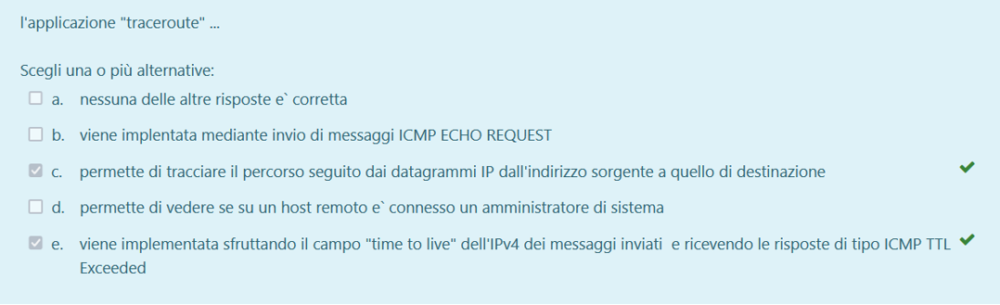 l'applicazione "traceroute" ...
Scegli una o più alternative:
a. nessuna delle altre risposte e` corretta
b. viene implentata mediante invio di messaggi ICMP ECHO REQUEST
c. permette di tracciare il percorso seguito dai datagrammi IP dall'indirizzo sorgente a quello di destinazione
d. permette di vedere se su un host remoto e` connesso un amministratore di sistema
e. viene implementata sfruttando il campo "time to live" dell'IPv4 dei messaggi inviati e ricevendo le risposte di tipo ICMP TTL
Exceeded